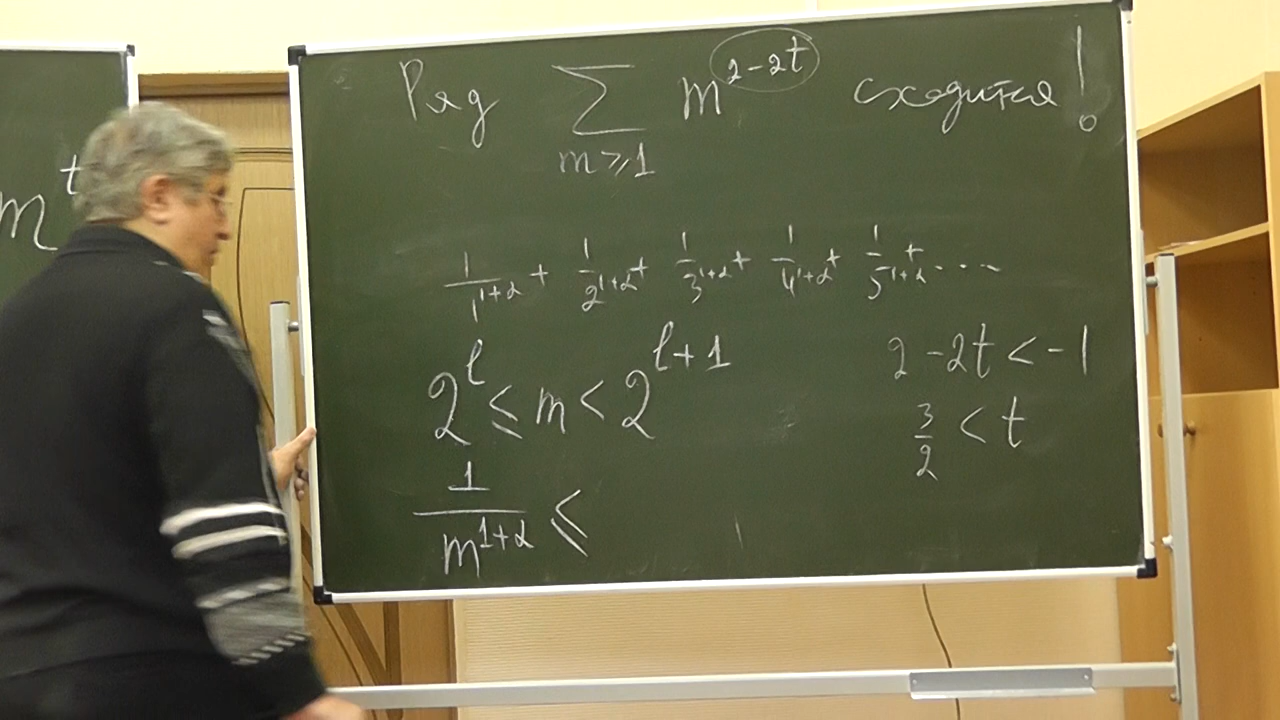 m^t
Ряд ∑_{m⩾1} m^{2-2t} сходится!
1/1^{1+α} + 1/2^{1+α} + 1/3^{1+α} + 1/4^{1+α} + 1/5^{1+α} + ...
2^l ⩽ m < 2^{l+1}
2-2t < -1
3/2 < t
1/m^{1+α} ⩽